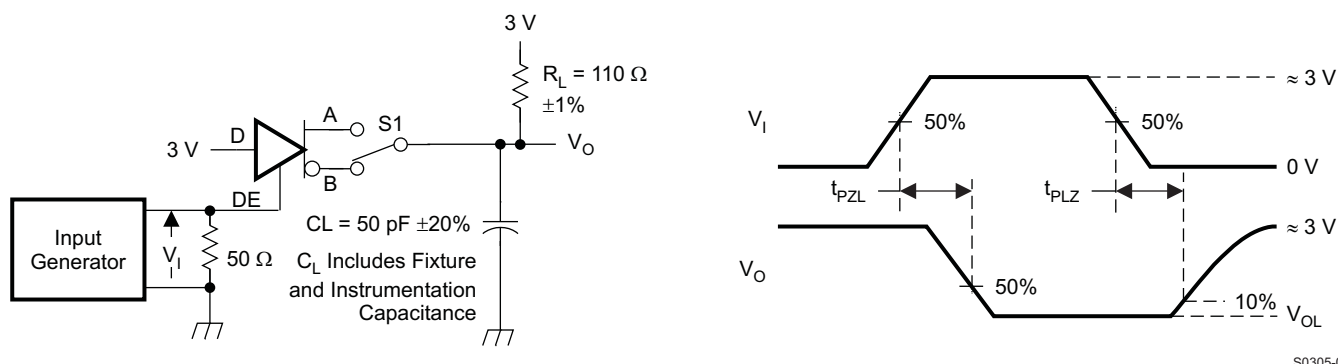 3 V
R_L = 110 Ω
±1%
A
S1
D
3 V
V_O
B
DE
CL = 50 pF ±20%
Input
Generator
V_I
50 Ω
C_L Includes Fixture
and Instrumentation
Capacitance
≈ 3 V
V_I
50%
50%
0 V
t_PZL
t_PLZ
≈ 3 V
V_O
50%
10%
V_OL